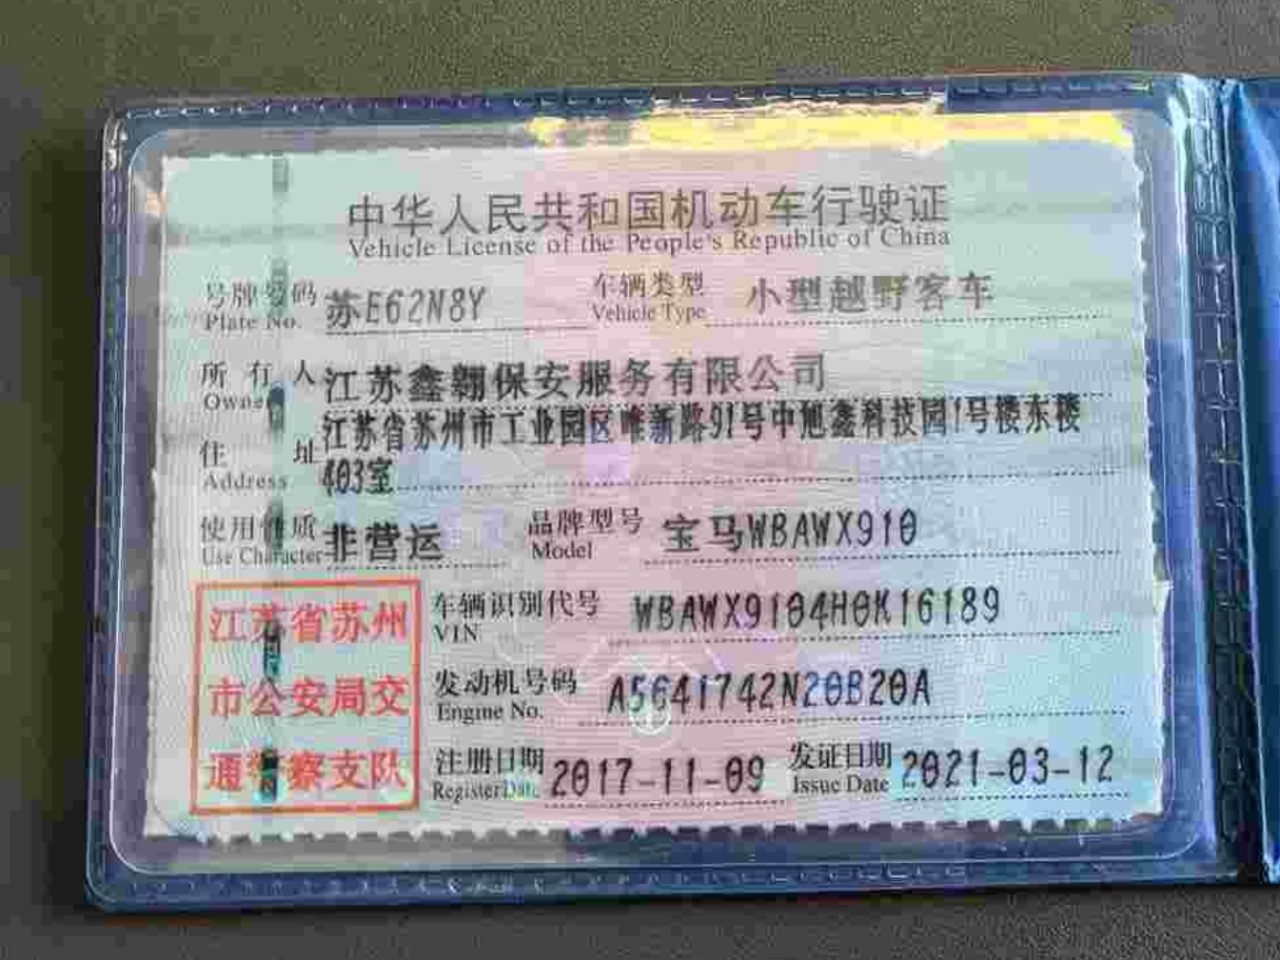 中华人民共和国机动车行驶证
Vehicle License of the People's Republic of China
号牌号码 苏E62N8Y 车辆类型 小型越野客车
Plate No. Vehicle Type
所有人 江苏鑫翱保安服务有限公司
Owner
住址 江苏省苏州市工业园区唯新路91号中旭鑫科技园1号楼东楼
Address 403室
使用性质 非营运 品牌型号 宝马WBAWX910
Use Character Model
江苏省苏州
市公安局交
通警察支队
车辆识别代号 WBAWX9104H0K16189
VIN
发动机号码 A5641742N20B20A
Engine No.
注册日期 2017-11-09 发证日期 2021-03-12
Register Date Issue Date